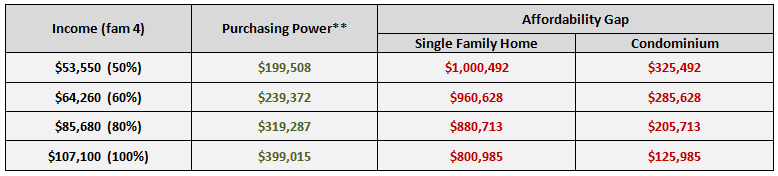 Income (fam 4) Purchasing Power** Affordability Gap
Single Family Home Condominium
$53,550 (50%) $199,508 $1,000,492 $325,492
$64,260 (60%) $239,372 $960,628 $285,628
$85,680 (80%) $319,287 $880,713 $205,713
$107,100 (100%) $399,015 $800,985 $125,985